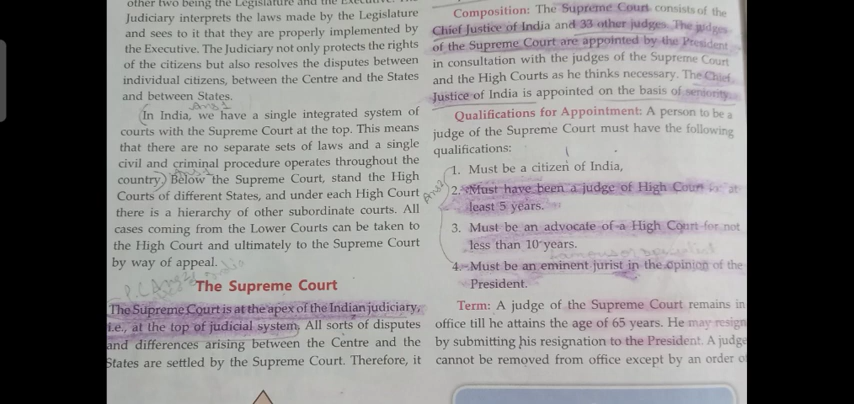 other two being the Legislature and the Executive. The
Judiciary interprets the laws made by the Legislature
and sees to it that they are properly implemented by
the Executive. The Judiciary not only protects the rights
of the citizens but also resolves the disputes between
individual citizens, between the Centre and the States
and between States.
Ans 1
In India, we have a single integrated system of
courts with the Supreme Court at the top. This means
that there are no separate sets of laws and a single
civil and criminal procedure operates throughout the
country. Below the Supreme Court, stand the High
Courts of different States, and under each High Court
there is a hierarchy of other subordinate courts. All
cases coming from the Lower Courts can be taken to
the High Court and ultimately to the Supreme Court
by way of appeal.
The Supreme Court
The Supreme Court is at the apex of the Indian judiciary,
i.e., at the top of judicial system. All sorts of disputes
and differences arising between the Centre and the
States are settled by the Supreme Court. Therefore, it
Composition: The Supreme Court consists of the
Chief Justice of India and 33 other judges. The judges
of the Supreme Court are appointed by the President
in consultation with the judges of the Supreme Court
and the High Courts as he thinks necessary. The Chief
Justice of India is appointed on the basis of seniority.
Qualifications for Appointment: A person to be a
judge of the Supreme Court must have the following
qualifications:
1. Must be a citizen of India,
Ans2
2. Must have been a judge of High Court at
least 5 years.
3. Must be an advocate of a High Court for not
less than 10 years.
4. Must be an eminent jurist in the opinion of the
President.
Term: A judge of the Supreme Court remains in
office till he attains the age of 65 years. He may resign
by submitting his resignation to the President. A judge
cannot be removed from office except by an order of